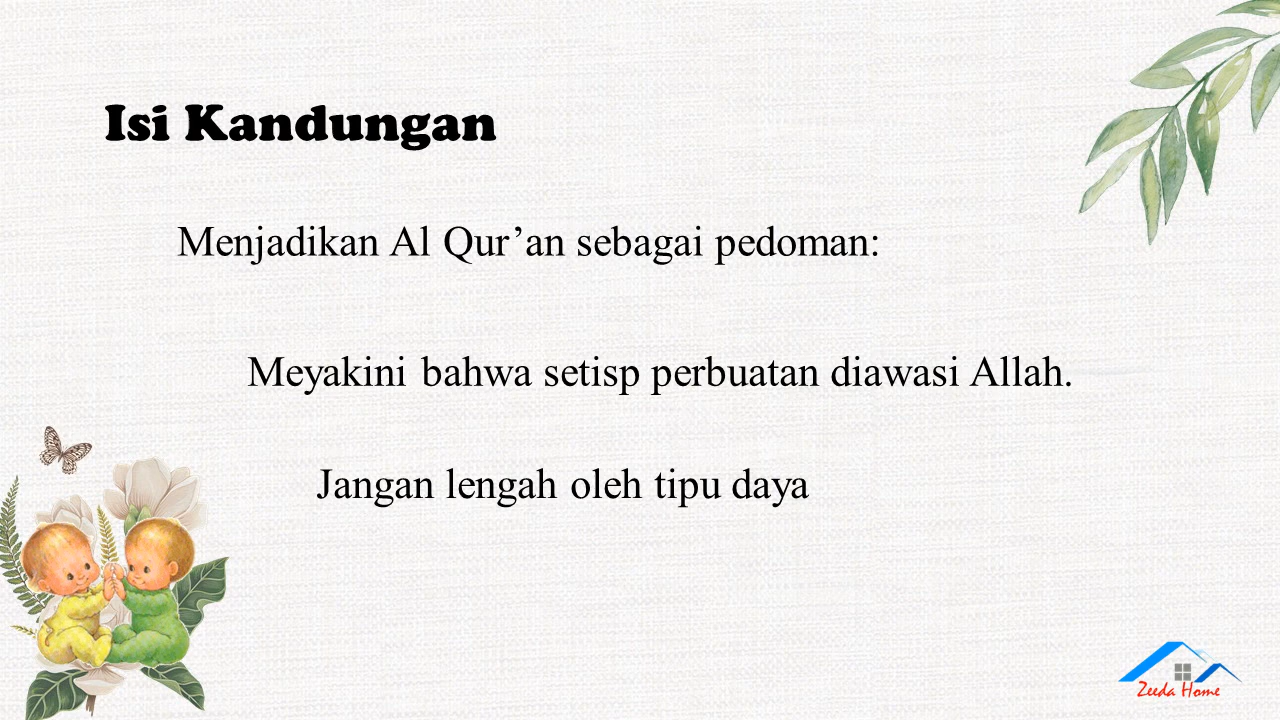 Isi Kandungan
Menjadikan Al Qur’an sebagai pedoman:
Meyakini bahwa setisp perbuatan diawasi Allah.
Jangan lengah oleh tipu daya
Zeeda Home